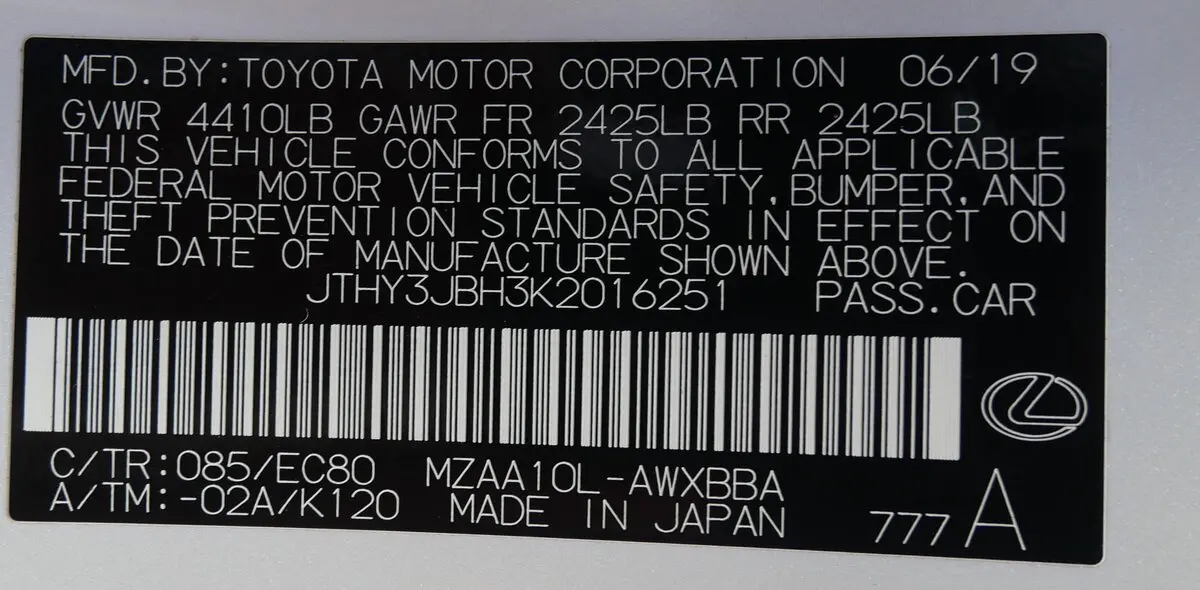 MFD.BY:TOYOTA MOTOR CORPORATION 06/19
GVWR 4410LB GAWR FR 2425LB RR 2425LB
THIS VEHICLE CONFORMS TO ALL APPLICABLE
FEDERAL MOTOR VEHICLE SAFETY,BUMPER,AND
THEFT PREVENTION STANDARDS IN EFFECT ON
THE DATE OF MANUFACTURE SHOWN ABOVE.
JTHY3JBH3K2016251 PASS.CAR
C/TR:085/EC80 MZAA10L-AWXBBA
A/TM:-02A/K120 MADE IN JAPAN 777 A